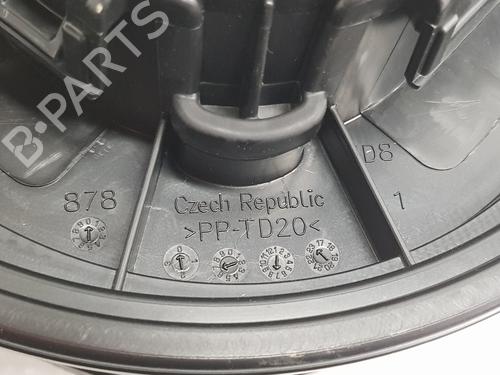 B-PARTS
D8
878
Czech Republic
1
>PP-TD20<